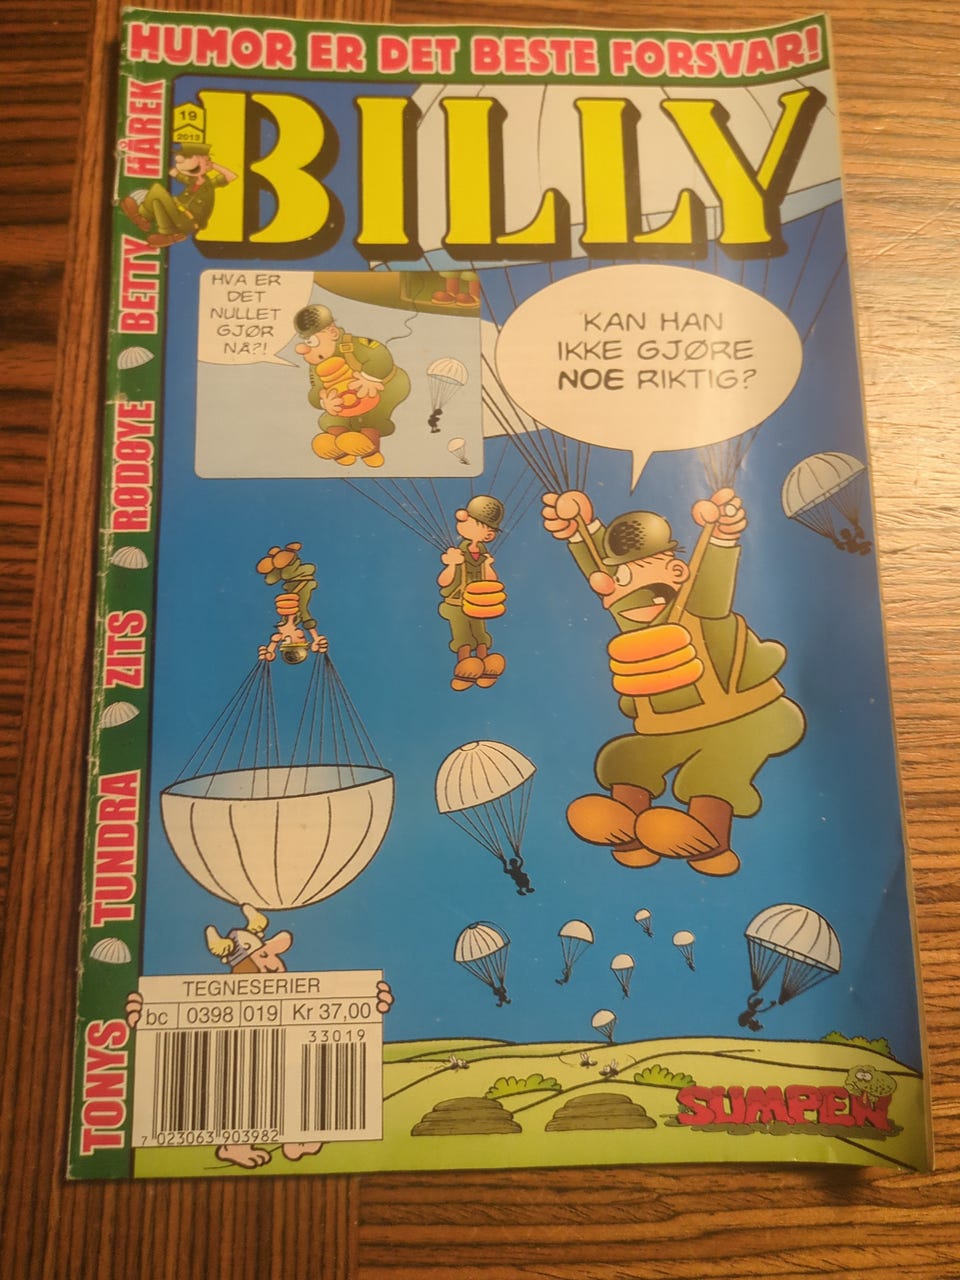 HUMOR ER DET BESTE FORSVAR!
19
2013
BILLY
HÅREK
BETTY
RØDØYE
ZITS
TUNDRA
TONYS
HVA ER
DET
NULLET
GJØR
NÅ?!
KAN HAN
IKKE GJØRE
NOE RIKTIG?
TEGNESERIER
bc 0398 019 Kr 37,00
33019
7 023063 903982
SUMPEN